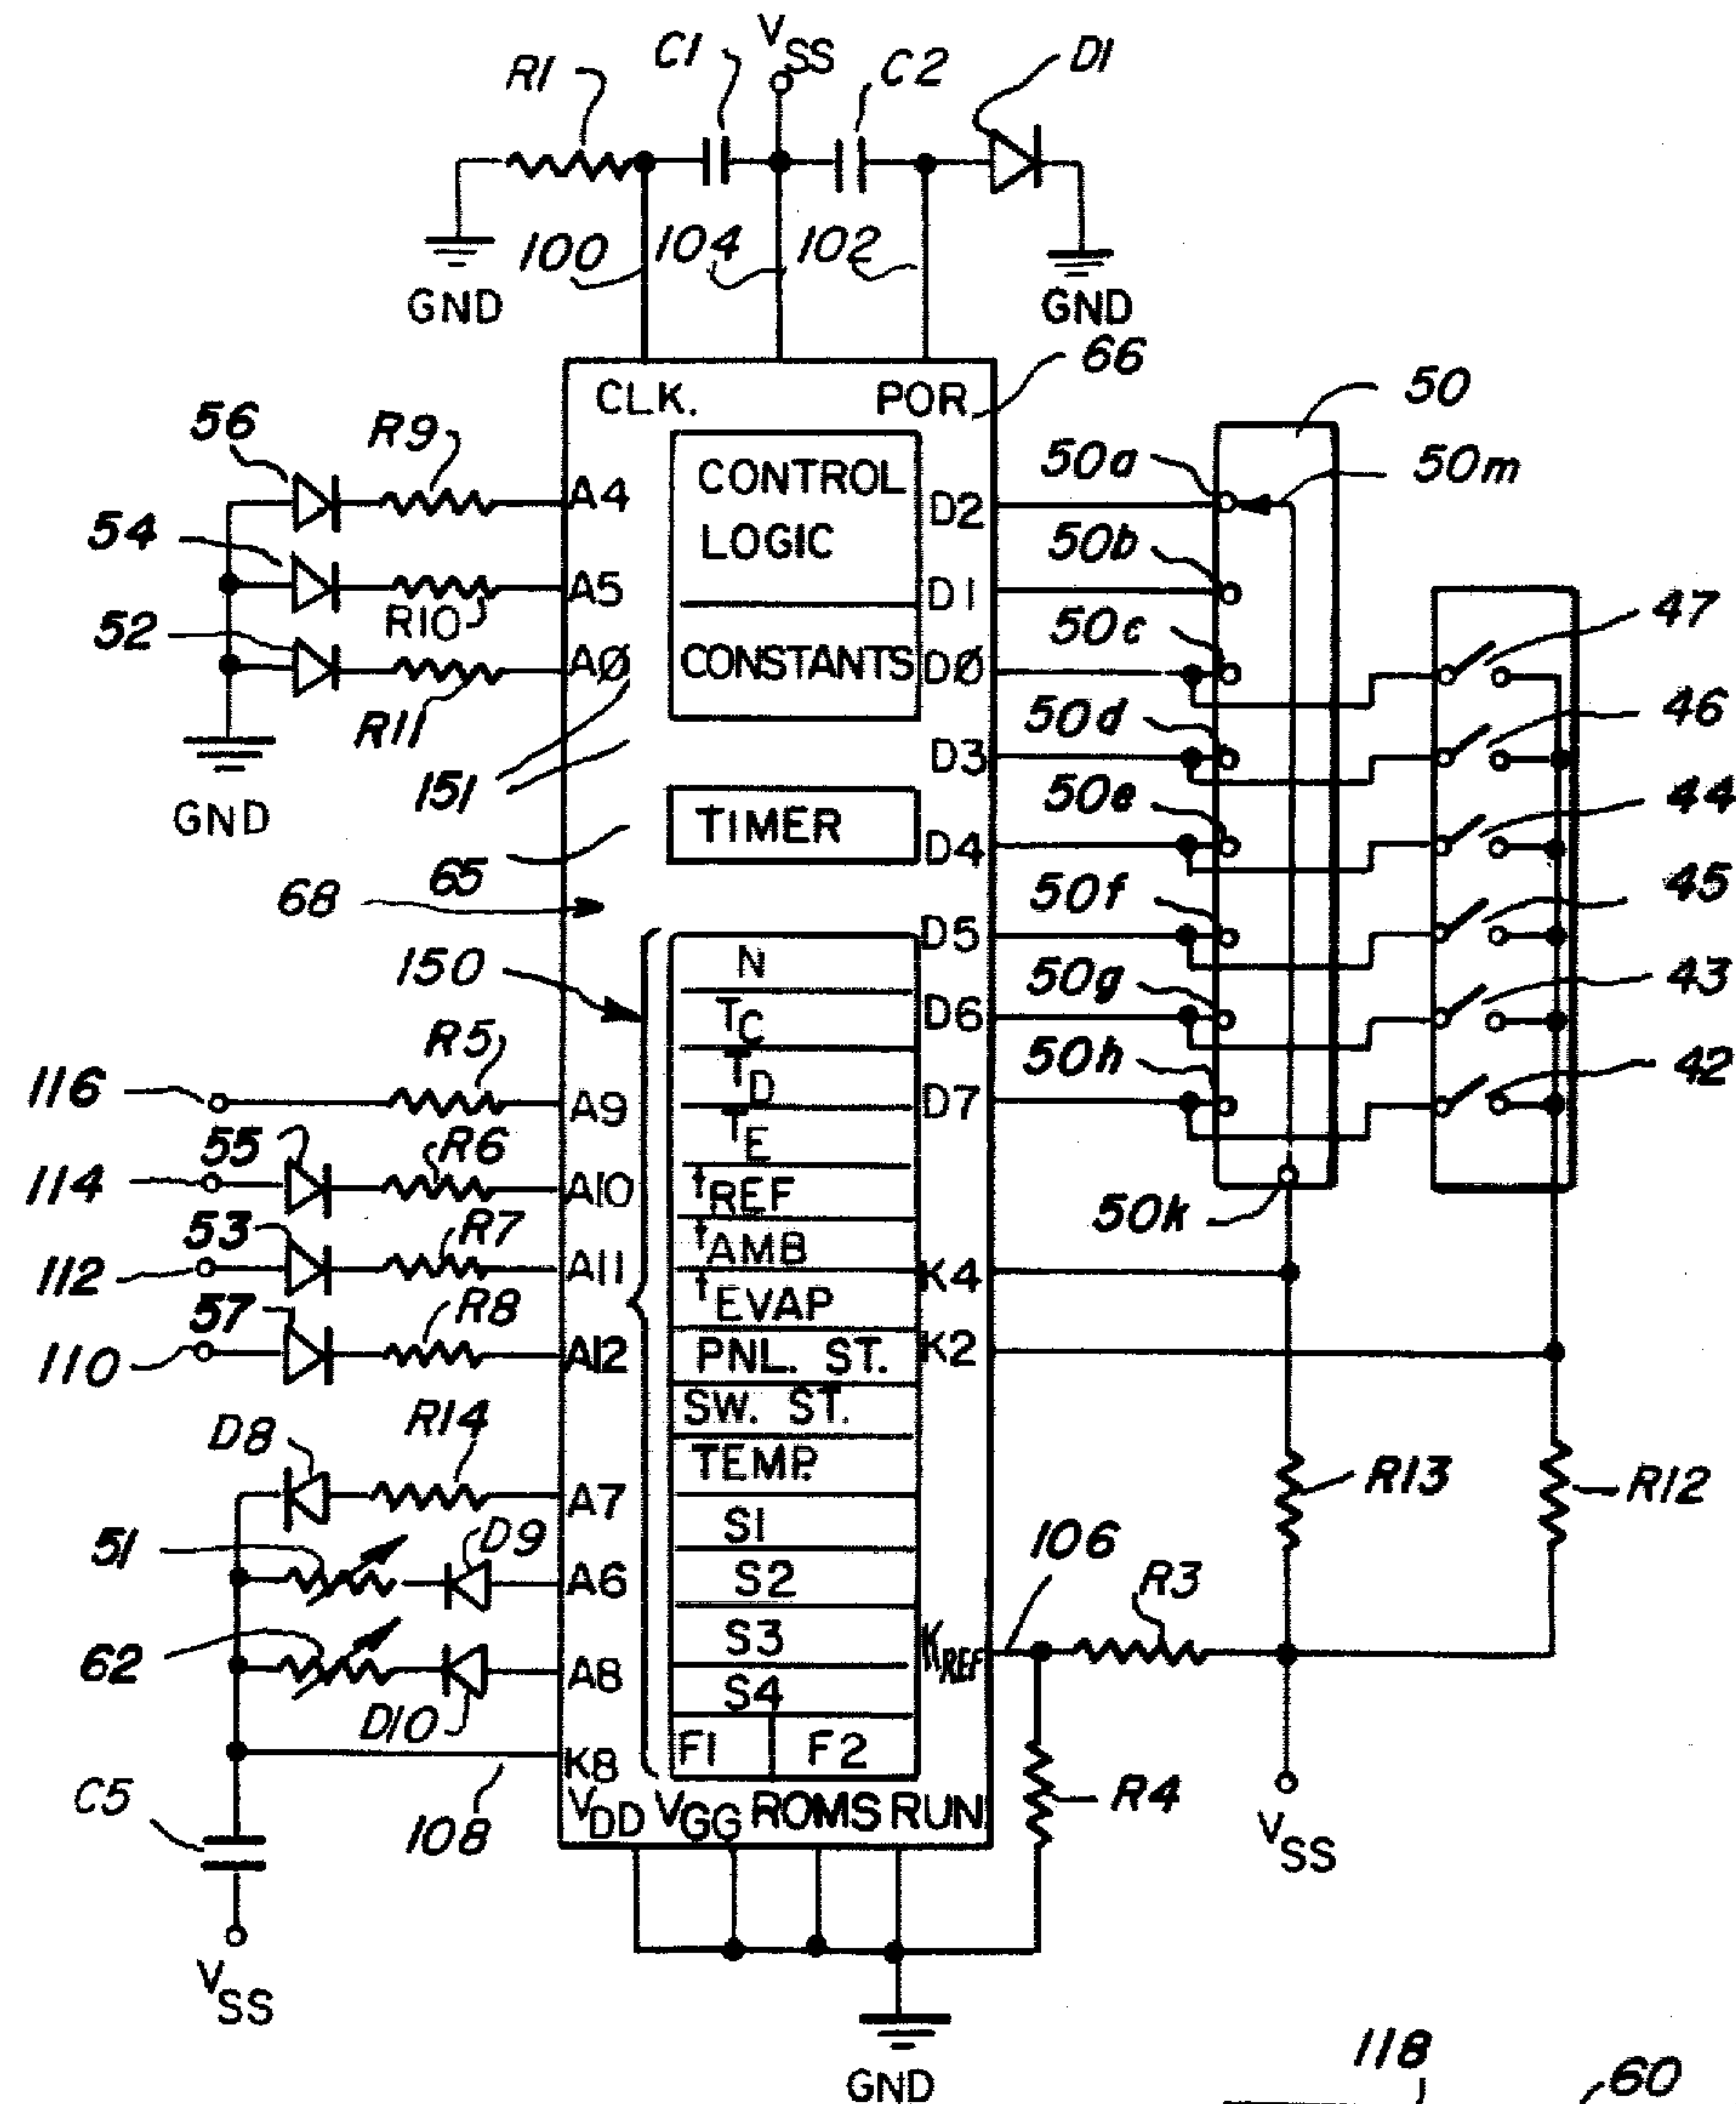 VSS
R1 C1 C2 D1
100 104 102
GND GND
66
CLK. POR
56 R9 A4
54 R10 A5
52 R11 A0
GND
CONTROL
LOGIC
CONSTANTS
151
TIMER
65
68
150
N
TC
TD
TE
tREF
tAMB
tEVAP
PNL. ST.
SW. ST.
TEMP.
S1
S2
S3
S4
F1 F2
116 R5 A9
114 55 R6 A10
112 53 R7 A11
110 57 R8 A12
D8 R14 A7
51 D9 A6
62 D10 A8
K8
108
C5
VSS
VDD VGG ROMS RUN
GND
D2 50a 50 50m
D1 50b
DØ 50c 47
D3 50d 46
D4 50e 44
D5 50f 45
D6 50g 43
D7 50h 42
50k
K4
K2
R13 R12
KREF 106 R3
R4
VSS
118
60